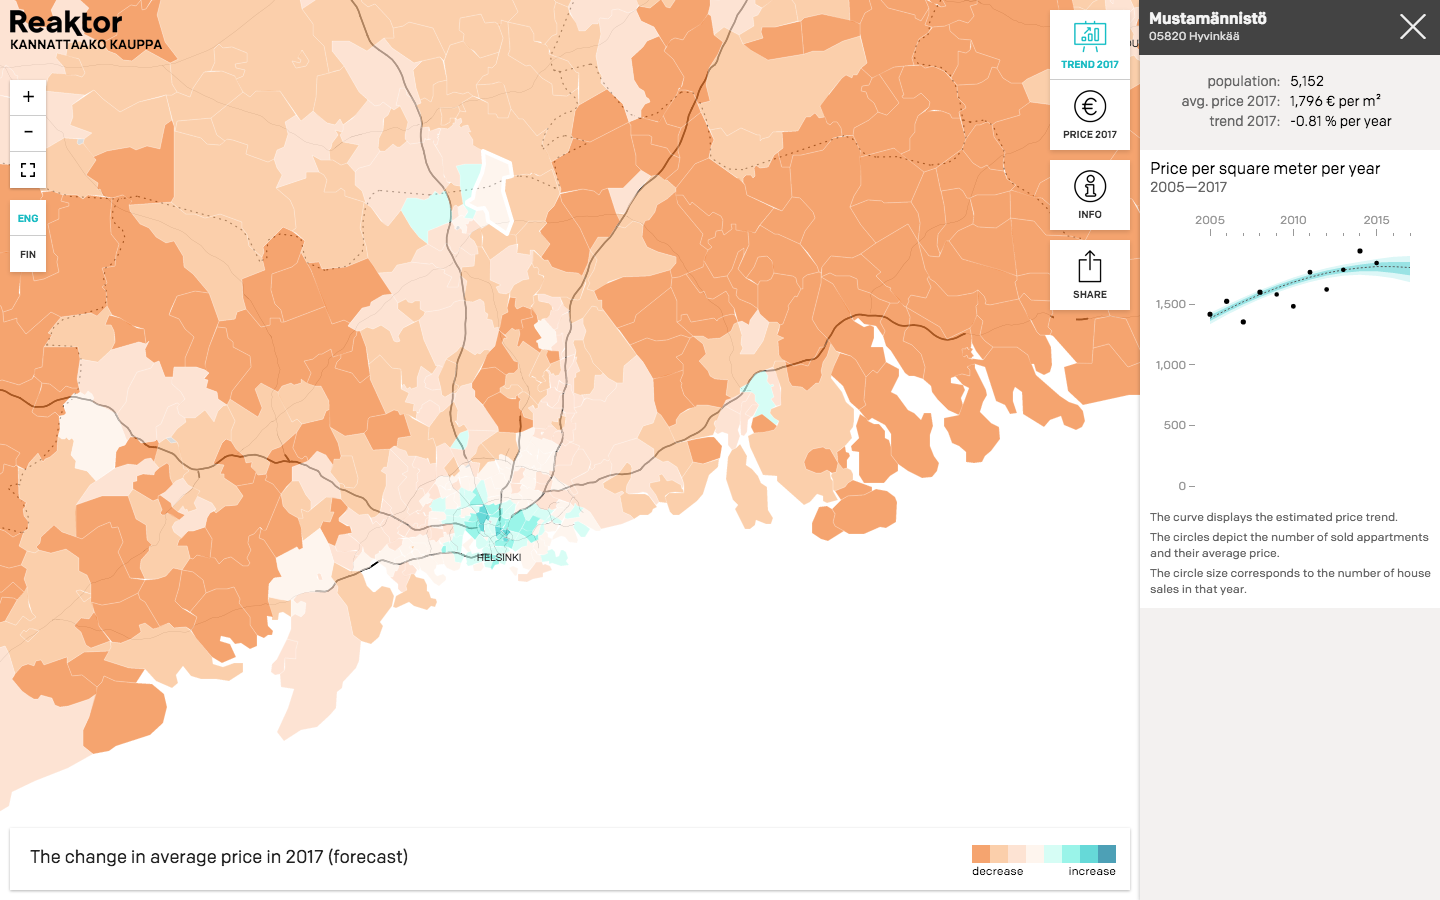 Reaktor
KANNATTAAKO KAUPPA
+
−
ENG
FIN
HELSINKI
TREND 2017
€
PRICE 2017
INFO
SHARE
The change in average price in 2017 (forecast)
decrease
increase
Mustamännistö
05820 Hyvinkää
population: 5,152
avg. price 2017: 1,796 € per m²
trend 2017: -0.81 % per year
Price per square meter per year
2005—2017
2005 2010 2015
1,500
1,000
500
0
The curve displays the estimated price trend.
The circles depict the number of sold appartments
and their average price.
The circle size corresponds to the number of house
sales in that year.